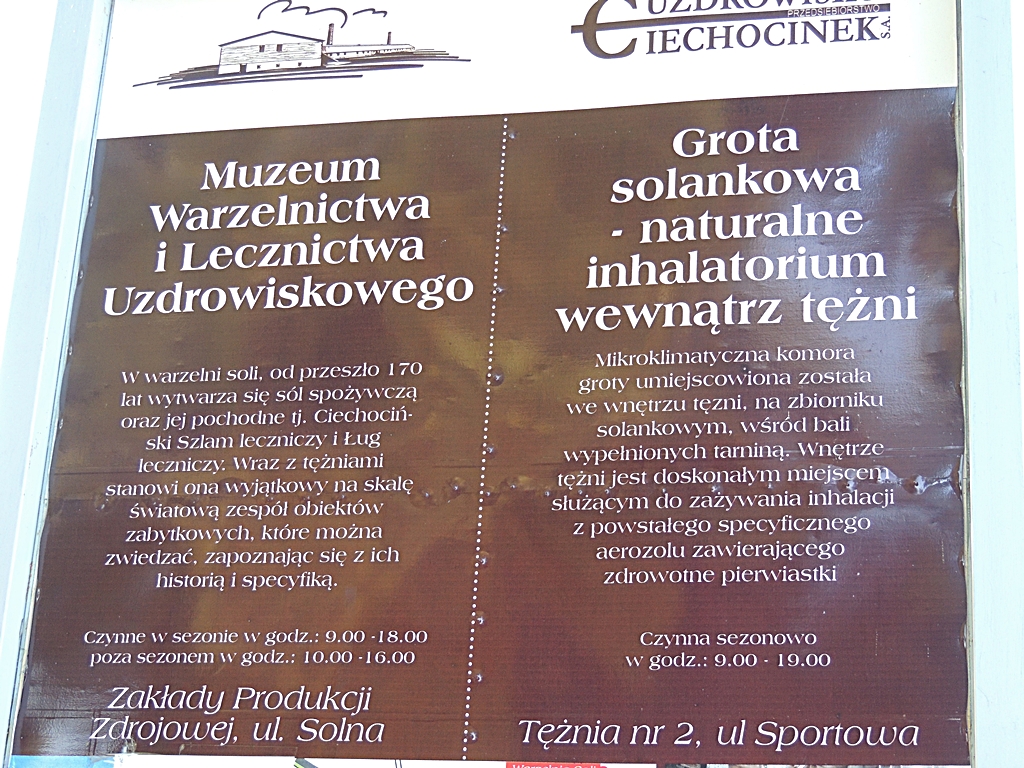 UZDROWISKO
PRZEDSIĘBIORSTWO
CIECHOCINEK S.A.
Muzeum
Warzelnictwa
i Lecznictwa
Uzdrowiskowego
W warzelni soli, od przeszło 170
lat wytwarza się sól spożywczą
oraz jej pochodne tj. Ciechociń-
ski Szlam leczniczy i Ług
leczniczy. Wraz z tężniami
stanowi ona wyjątkowy na skalę
światową zespół obiektów
zabytkowych, które można
zwiedzać, zapoznając się z ich
historią i specyfiką.
Czynne w sezonie w godz.: 9.00 -18.00
poza sezonem w godz.: 10.00 -16.00
Zakłady Produkcji
Zdrojowej, ul. Solna
Grota
solankowa
- naturalne
inhalatorium
wewnątrz tężni
Mikroklimatyczna komora
groty umiejscowiona została
we wnętrzu tęzni, na zbiorniku
solankowym, wśród bali
wypełnionych tarniną. Wnętrze
tężni jest doskonałym miejscem
służącym do zażywania inhalacji
z powstałego specyficznego
aerozolu zawierającego
zdrowotne pierwiastki
Czynna sezonowo
w godz.: 9.00 - 19.00
Tężnia nr 2, ul Sportowa